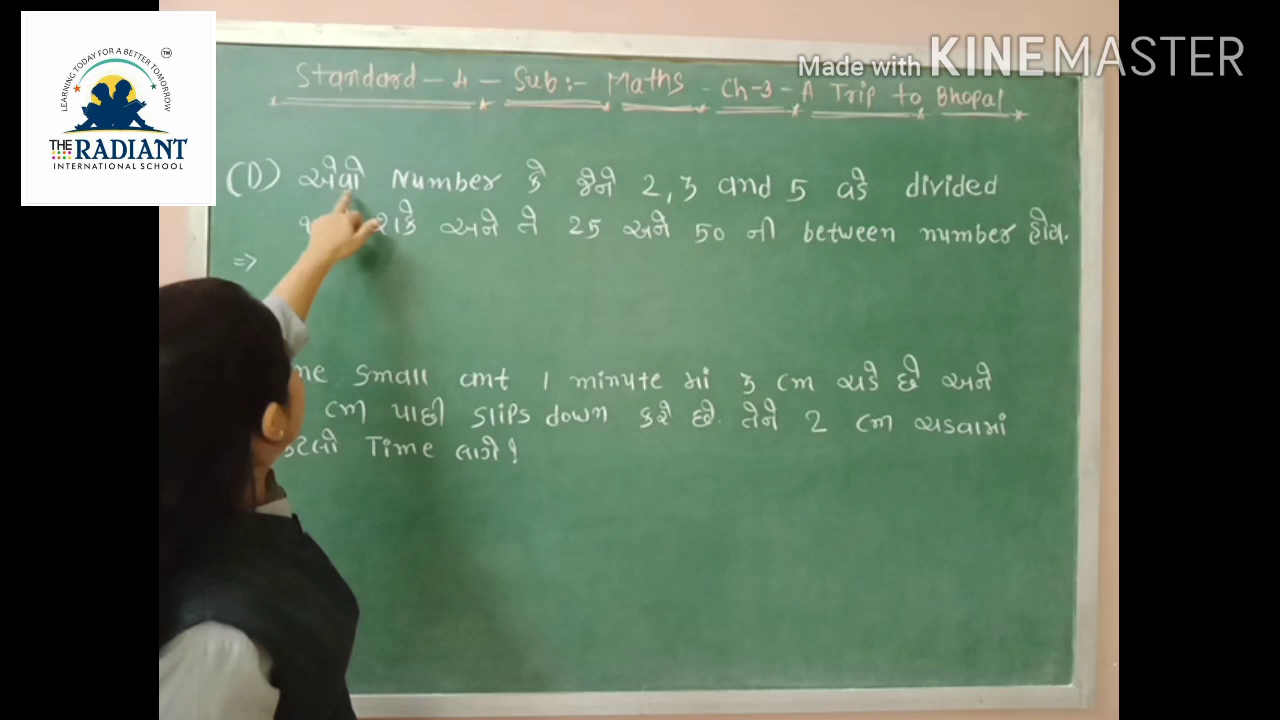 LEARNING TODAY FOR A BETTER TOMORROW
TM
THE RADIANT
INTERNATIONAL SCHOOL
Made with KINEMASTER
Standard - 4 - Sub :- Maths - Ch-3 - A Trip to Bhopal
(D) એવો Number કે જેને 2, 3 and 5 વડે divided
શકે અને તે 25 અને 50 ની between number હોય.
=>
small ant 1 minute માં 3 cm ચડે છે અને
cm પાછી slips down કરે છે. તેને 2 cm ચડવામાં
Time લાગે?